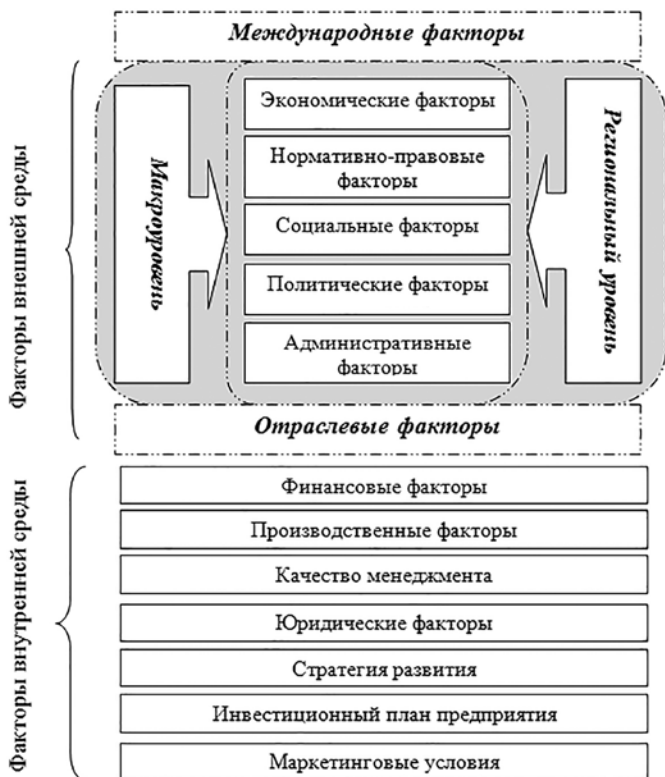 Международные факторы
Факторы внешней среды
Макроуровень
Экономические факторы
Нормативно-правовые
факторы
Социальные факторы
Политические факторы
Административные
факторы
Региональный уровень
Отраслевые факторы
Факторы внутренней среды
Финансовые факторы
Производственные факторы
Качество менеджмента
Юридические факторы
Стратегия развития
Инвестиционный план предприятия
Маркетинговые условия